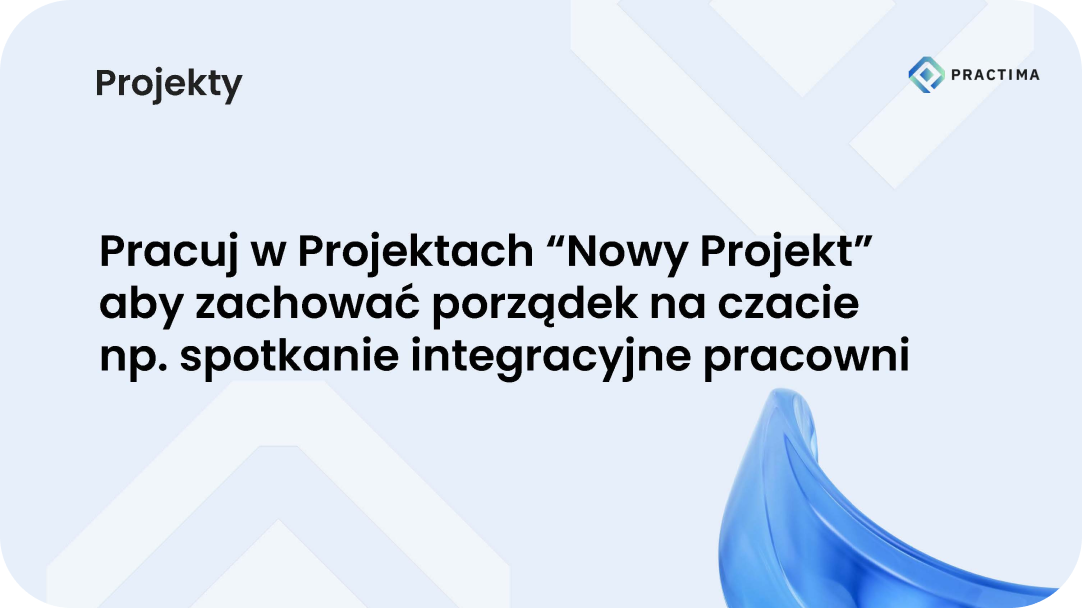 Projekty
PRACTIMA
Pracuj w Projektach “Nowy Projekt”
aby zachować porządek na czacie
np. spotkanie integracyjne pracowni